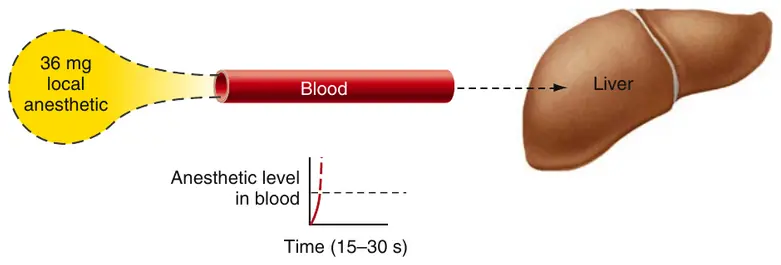 36 mg
local
anesthetic
Blood
Liver
Anesthetic level
in blood
Time (15–30 s)